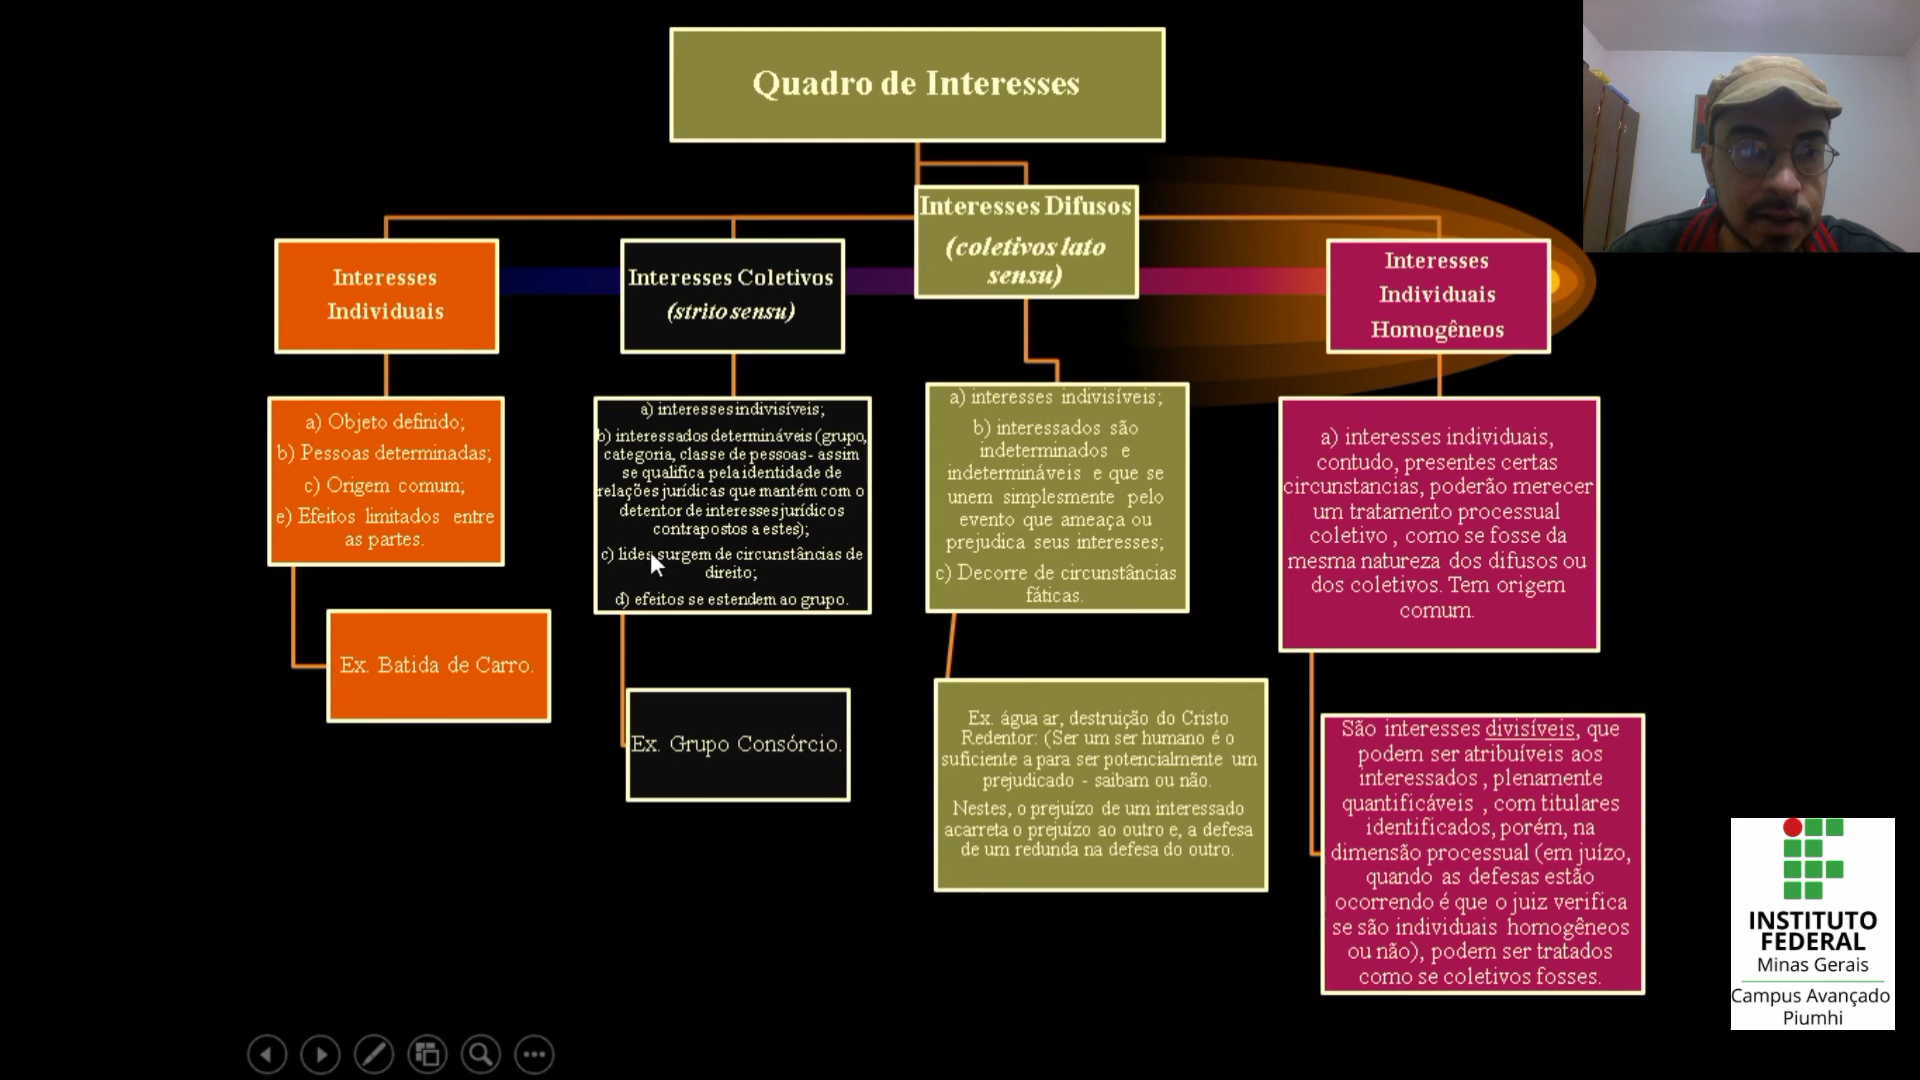 Quadro de Interesses
Interesses
Individuais
a) Objeto definido;
b) Pessoas determinadas;
c) Origem comum;
e) Efeitos limitados entre
as partes.
Ex. Batida de Carro.
Interesses Coletivos
(strito sensu)
a) interesses indivisíveis;
b) interessados determináveis (grupo,
categoria, classe de pessoas- assim
se qualifica pela identidade de
relações jurídicas que mantém com o
detentor de interesses jurídicos
contrapostos a estes);
c) lides surgem de circunstâncias de
direito;
d) efeitos se estendem ao grupo.
Ex. Grupo Consórcio.
Interesses Difusos
(coletivos lato
sensu)
a) interesses indivisíveis;
b) interessados são
indeterminados e
indetermináveis e que se
unem simplesmente pelo
evento que ameaça ou
prejudica seus interesses;
c) Decorre de circunstâncias
fáticas.
Ex. água ar, destruição do Cristo
Redentor: (Ser um ser humano é o
suficiente a para ser potencialmente um
prejudicado - saibam ou não.
Nestes, o prejuízo de um interessado
acarreta o prejuízo ao outro e, a defesa
de um redunda na defesa do outro.
Interesses
Individuais
Homogêneos
a) interesses individuais,
contudo, presentes certas
circunstancias, poderão merecer
um tratamento processual
coletivo , como se fosse da
mesma natureza dos difusos ou
dos coletivos. Tem origem
comum.
São interesses divisíveis, que
podem ser atribuíveis aos
interessados , plenamente
quantificáveis , com titulares
identificados, porém, na
dimensão processual (em juízo,
quando as defesas estão
ocorrendo é que o juiz verifica
se são individuais homogêneos
ou não), podem ser tratados
como se coletivos fosses.
INSTITUTO
FEDERAL
Minas Gerais
Campus Avançado
Piumhi